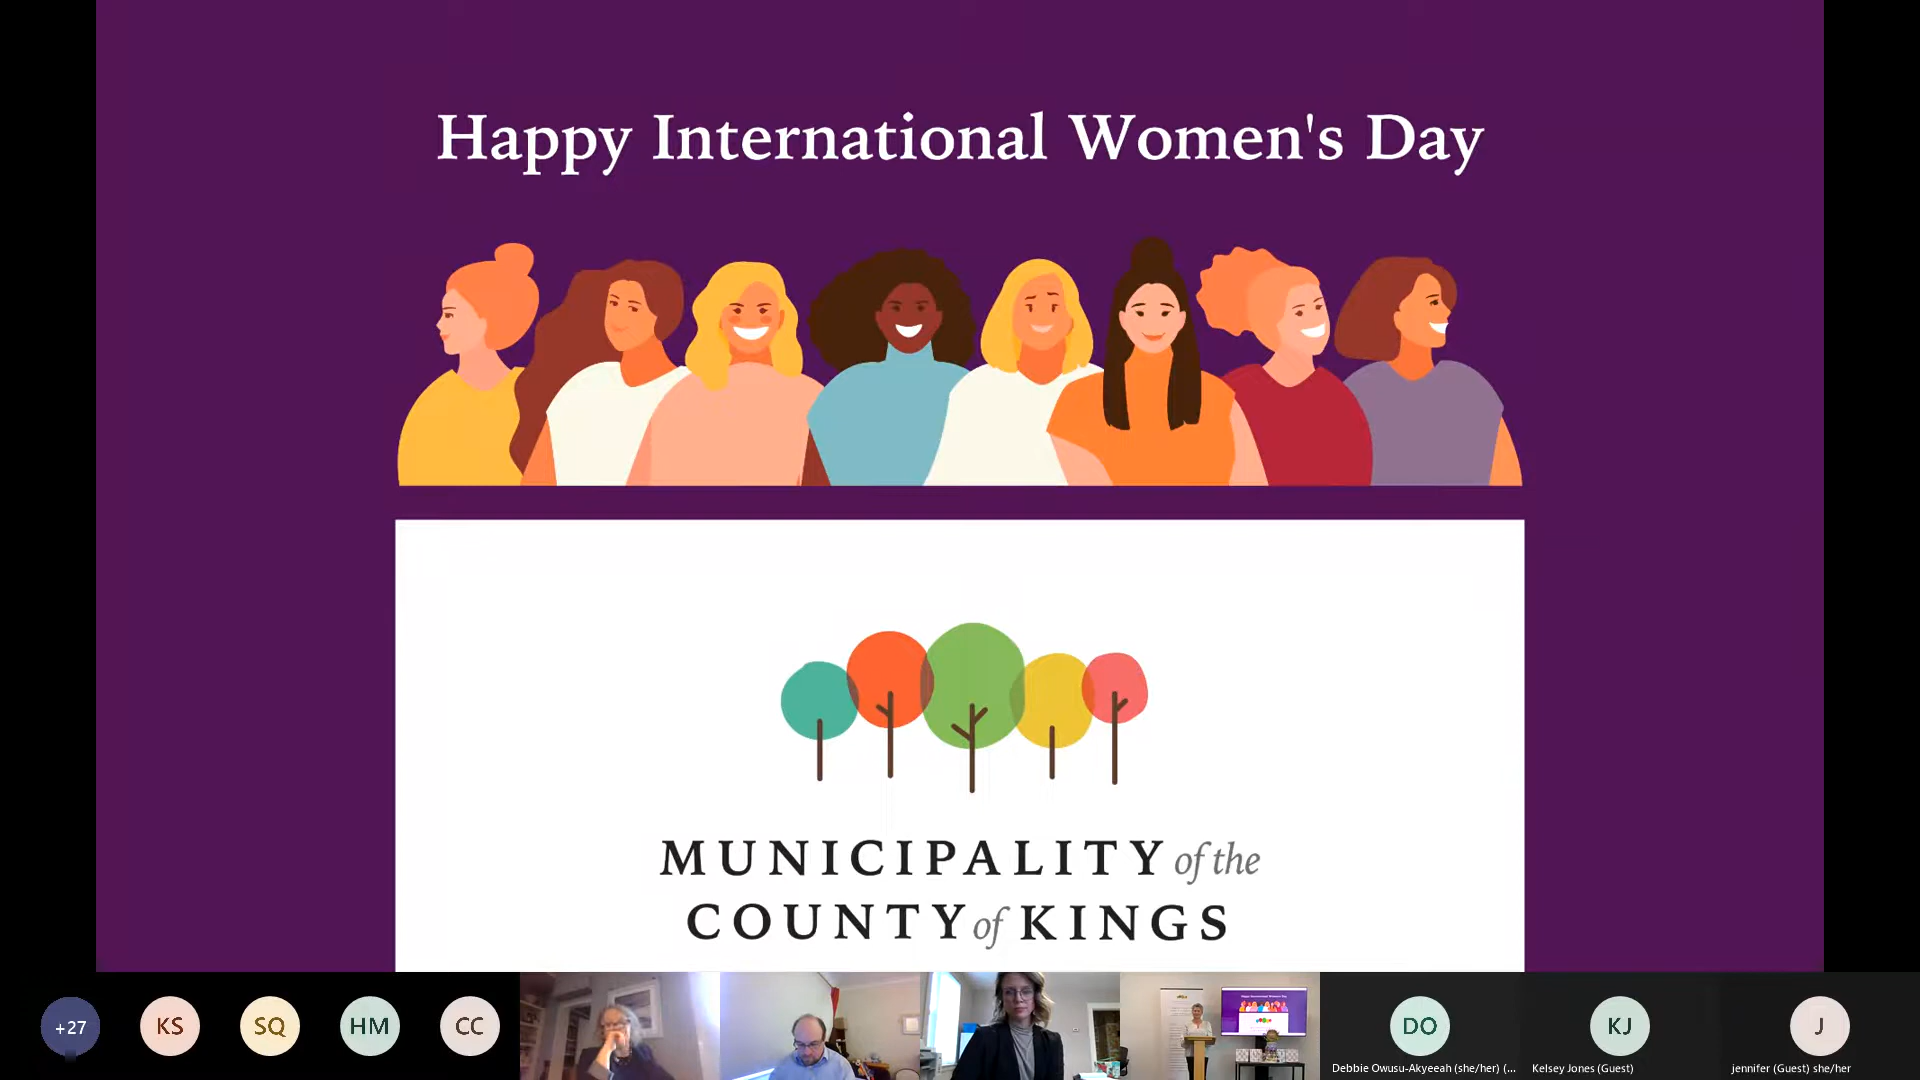 Happy International Women's Day
MUNICIPALITY of the
COUNTY of KINGS
+27
KS
SQ
HM
CC
DO
KJ
J
Debbie Owusu-Akyeeah (she/her) (...
Kelsey Jones (Guest)
jennifer (Guest) she/her